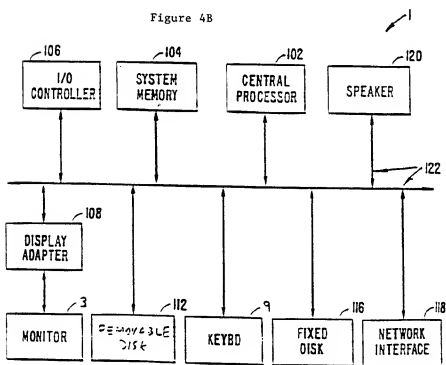 Figure 4B
1
106
104
102
120
I/O
CONTROLLER
SYSTEM
MEMORY
CENTRAL
PROCESSOR
SPEAKER
122
108
DISPLAY
ADAPTER
3
112
9
116
118
MONITOR
REMOVABLE
DISK
KEYBD
FIXED
DISK
NETWORK
INTERFACE